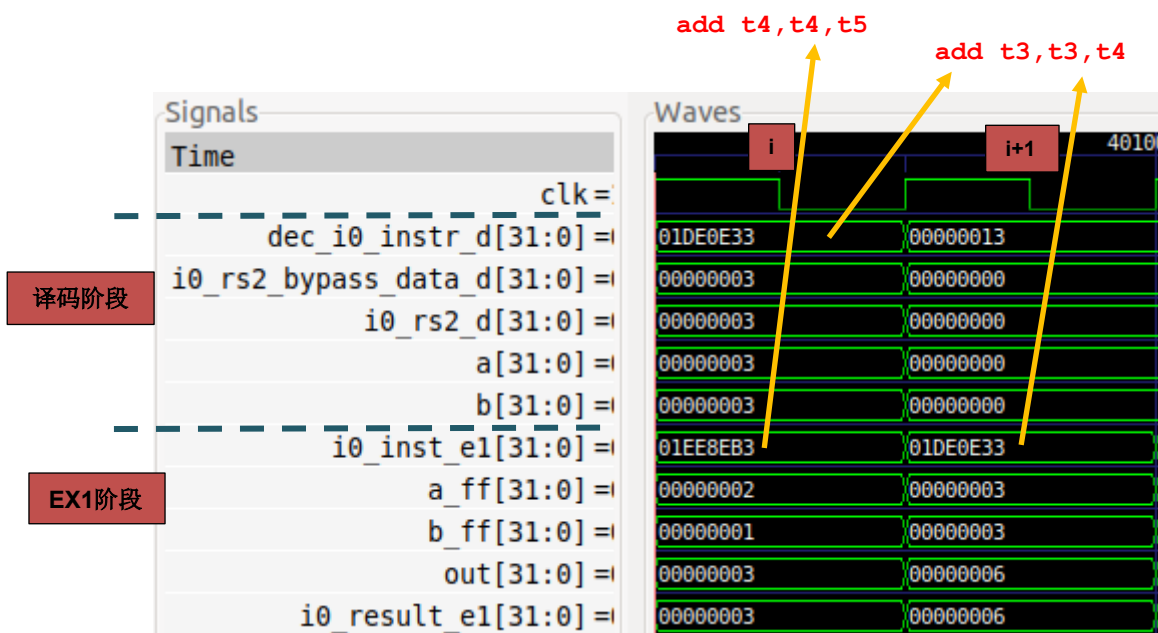 add t4,t4,t5
add t3,t3,t4
Signals
Waves
Time
i
i+1
4010
clk
dec_i0_instr_d[31:0] =
01DE0E33
00000013
译码阶段
i0_rs2_bypass_data_d[31:0] =
00000003
00000000
i0_rs2_d[31:0] =
00000003
00000000
a[31:0] =
00000003
00000000
b[31:0] =
00000003
00000000
i0_inst_e1[31:0] =
01EE8EB3
01DE0E33
EX1阶段
a_ff[31:0] =
00000002
00000003
b_ff[31:0] =
00000001
00000003
out[31:0] =
00000003
00000006
i0_result_e1[31:0] =
00000003
00000006